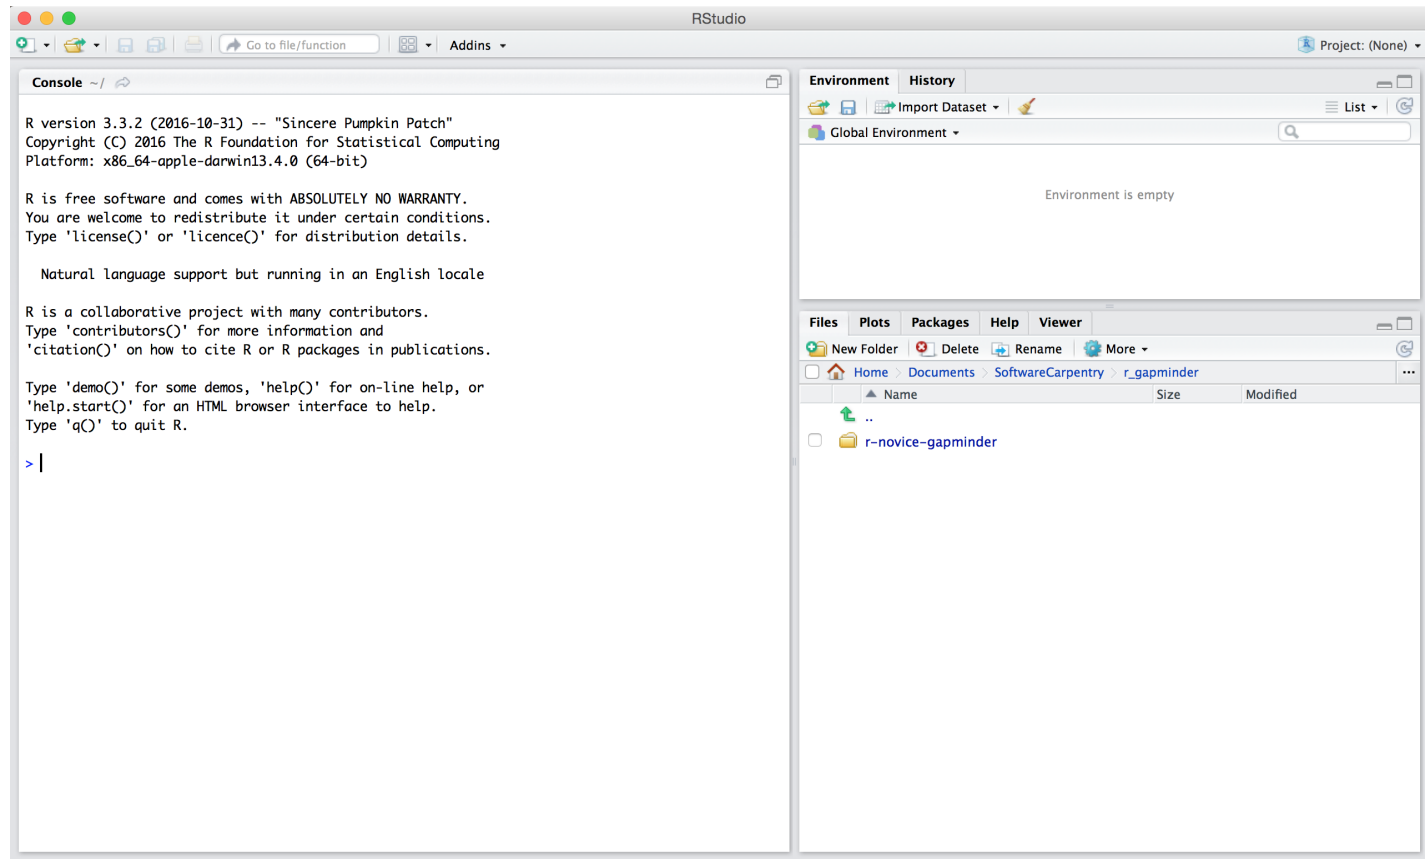 RStudio
Go to file/function Addins Project: (None)
Console ~/
R version 3.3.2 (2016-10-31) -- "Sincere Pumpkin Patch"
Copyright (C) 2016 The R Foundation for Statistical Computing
Platform: x86_64-apple-darwin13.4.0 (64-bit)
R is free software and comes with ABSOLUTELY NO WARRANTY.
You are welcome to redistribute it under certain conditions.
Type 'license()' or 'licence()' for distribution details.
Natural language support but running in an English locale
R is a collaborative project with many contributors.
Type 'contributors()' for more information and
'citation()' on how to cite R or R packages in publications.
Type 'demo()' for some demos, 'help()' for on-line help, or
'help.start()' for an HTML browser interface to help.
Type 'q()' to quit R.
>
Environment History
Import Dataset List
Global Environment
Environment is empty
Files Plots Packages Help Viewer
New Folder Delete Rename More
Home Documents SoftwareCarpentry r_gapminder ...
Name Size Modified
..
r-novice-gapminder